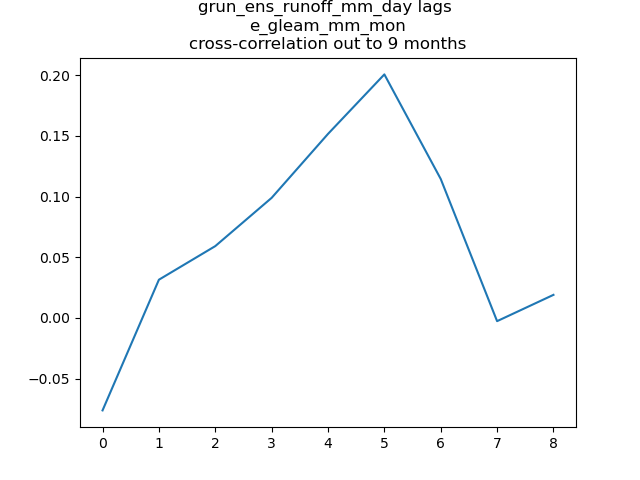 grun_ens_runoff_mm_day lags
e_gleam_mm_mon
cross-correlation out to 9 months
0.20
0.15
0.10
0.05
0.00
−0.05
0 1 2 3 4 5 6 7 8